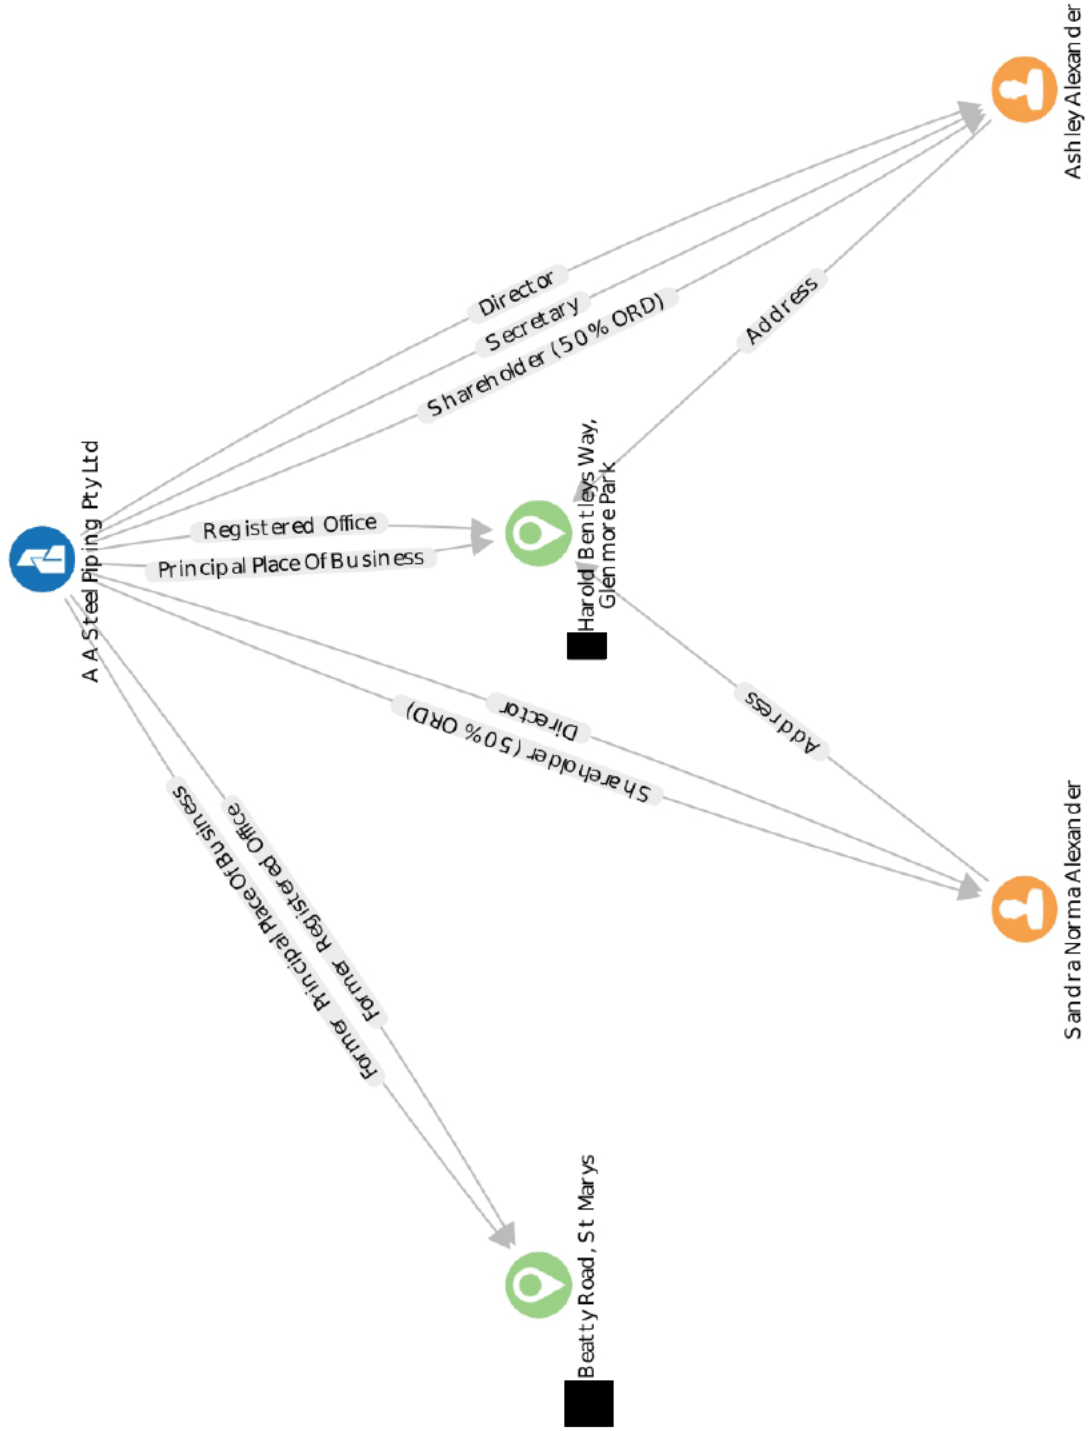 A A Steel Piping Pty Ltd
Former Principal Place Of Business
Former Registered Office
Shareholder (50% ORD)
Director
Principal Place Of Business
Registered Office
Shareholder (50% ORD)
Secretary
Director
Beatty Road, St Marys
Harold Bentleys Way,
Glenmore Park
Address
Address
Sandra Norma Alexander
Ashley Alexander